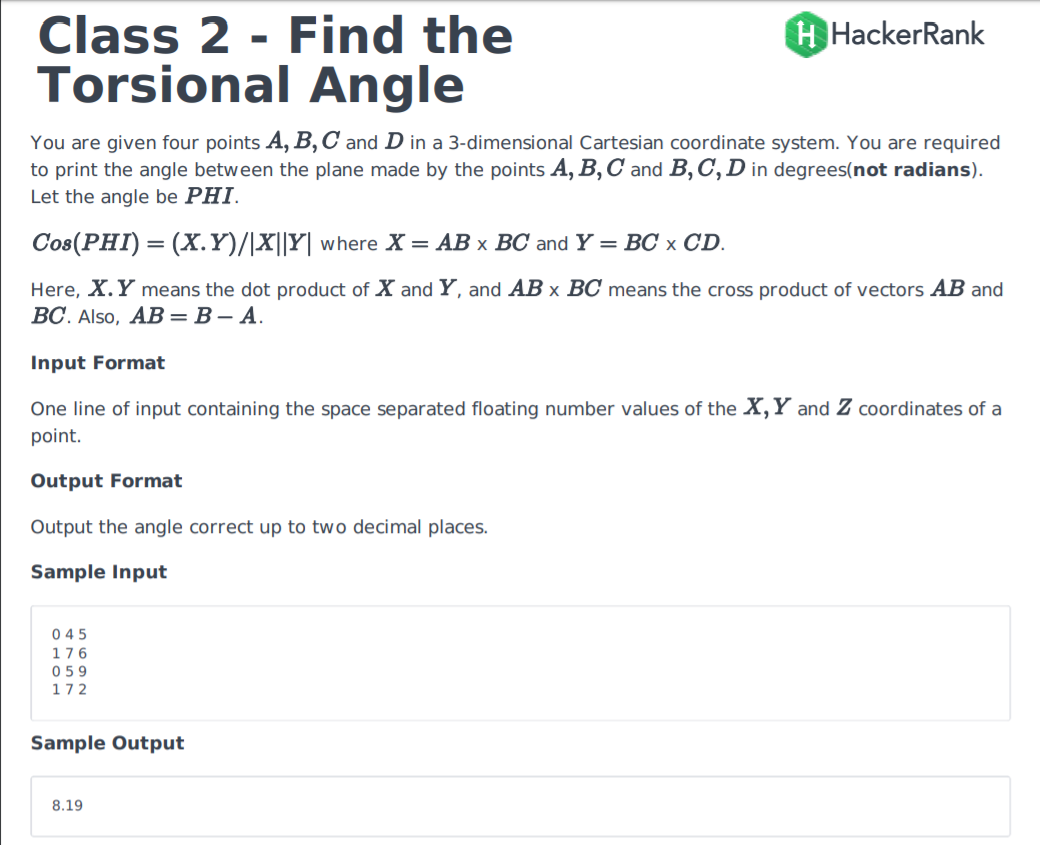 Class 2 - Find the
Torsional Angle
HackerRank
You are given four points A, B, C and D in a 3-dimensional Cartesian coordinate system. You are required
to print the angle between the plane made by the points A, B, C and B, C, D in degrees(not radians).
Let the angle be PHI.
Cos(PHI) = (X.Y)/|X||Y| where X = AB x BC and Y = BC x CD.
Here, X.Y means the dot product of X and Y, and AB x BC means the cross product of vectors AB and
BC. Also, AB = B − A.
Input Format
One line of input containing the space separated floating number values of the X, Y and Z coordinates of a
point.
Output Format
Output the angle correct up to two decimal places.
Sample Input
0 4 5
1 7 6
0 5 9
1 7 2
Sample Output
8.19